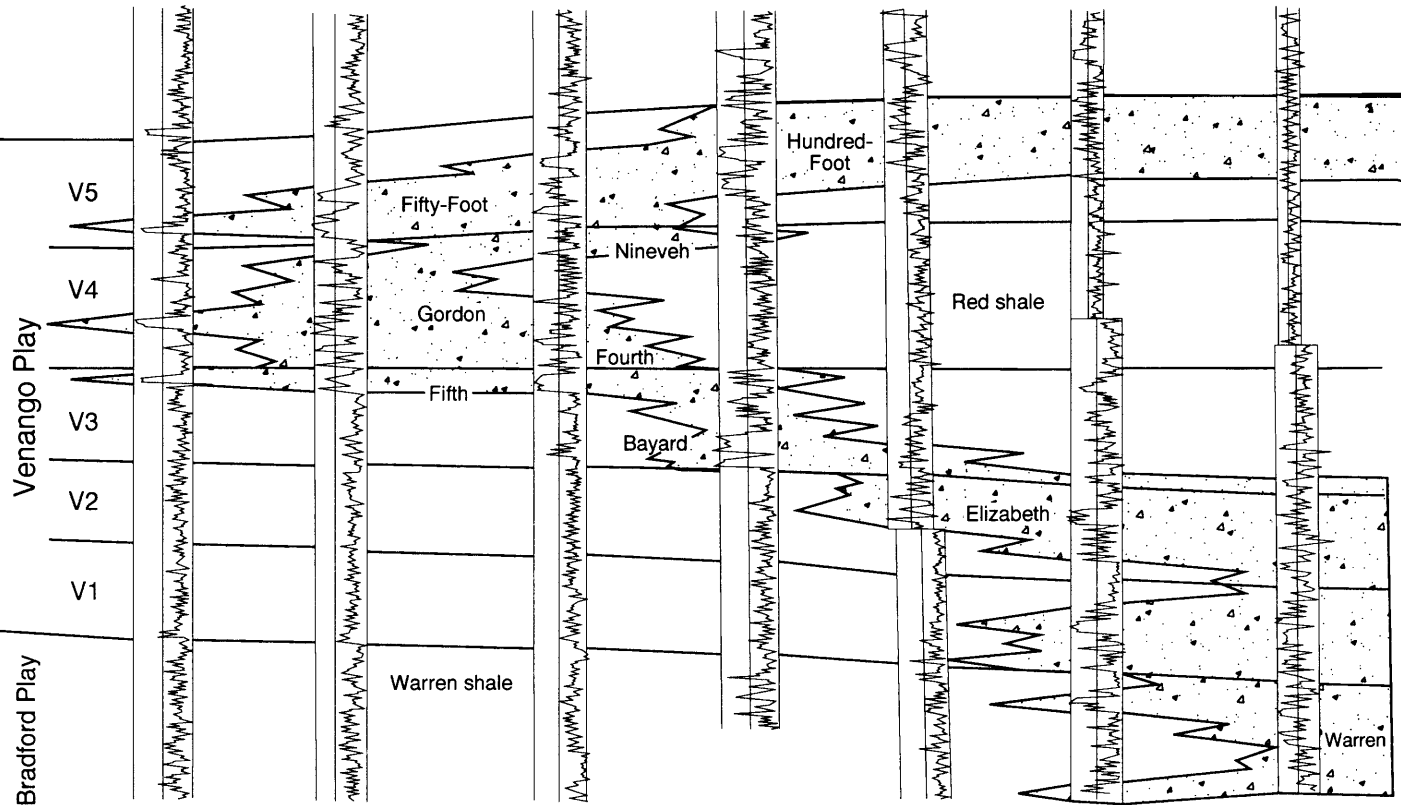 Hundred-
Foot
V5
Fifty-Foot
Nineveh
V4
Red shale
Gordon
Fourth
Fifth
V3
Bayard
Venango Play
V2
Elizabeth
V1
Warren shale
Bradford Play
Warren